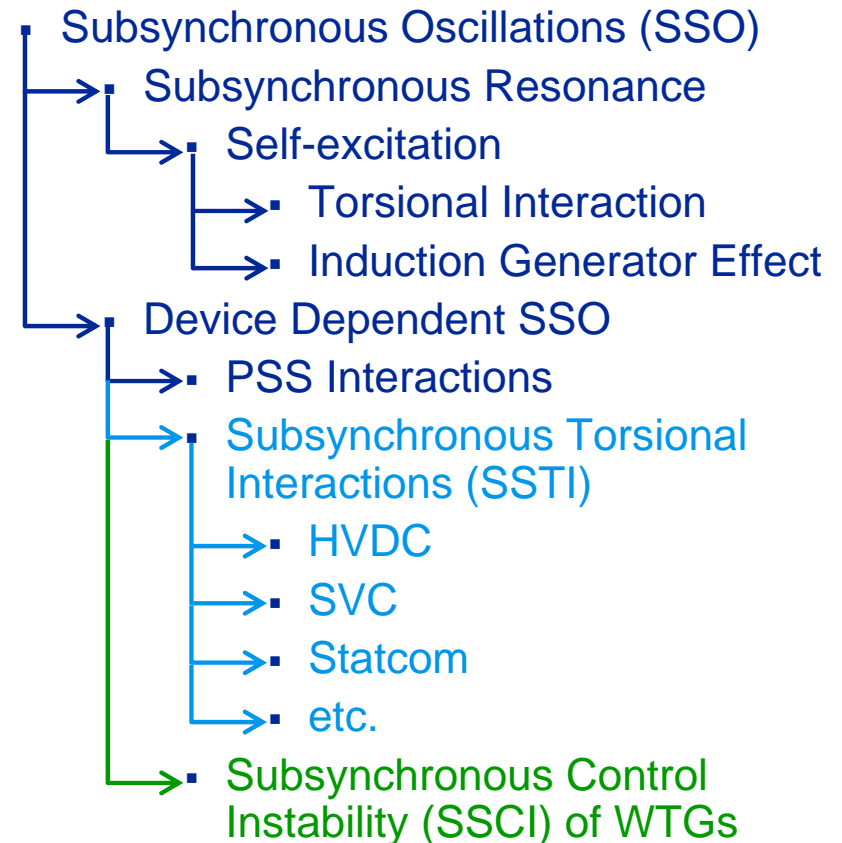 Subsynchronous Oscillations (SSO)
Subsynchronous Resonance
Self-excitation
Torsional Interaction
Induction Generator Effect
Device Dependent SSO
PSS Interactions
Subsynchronous Torsional
Interactions (SSTI)
HVDC
SVC
Statcom
etc.
Subsynchronous Control
Instability (SSCI) of WTGs